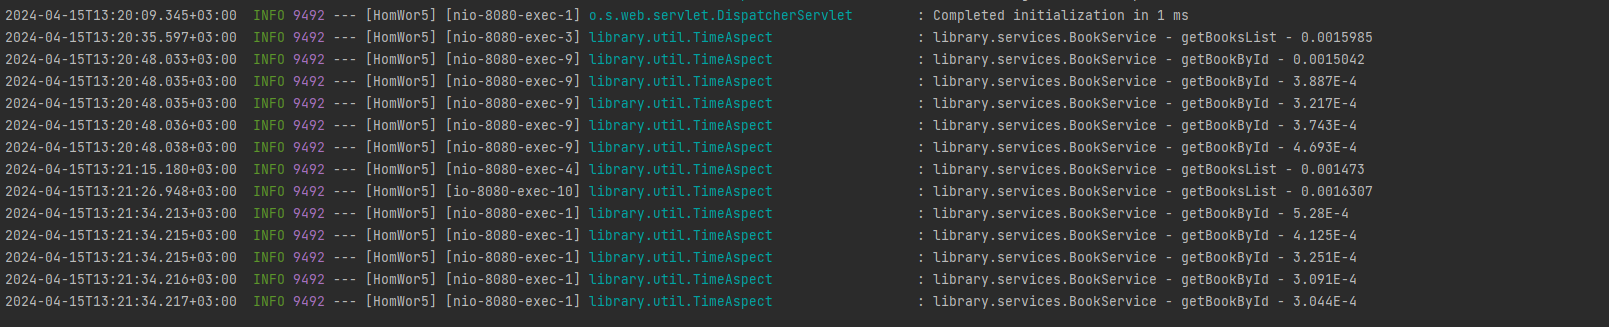 2024-04-15T13:20:09.345+03:00  INFO 9492 --- [HomWor5] [nio-8080-exec-1] o.s.web.servlet.DispatcherServlet        : Completed initialization in 1 ms
2024-04-15T13:20:35.597+03:00  INFO 9492 --- [HomWor5] [nio-8080-exec-3] library.util.TimeAspect                  : library.services.BookService - getBooksList - 0.0015985
2024-04-15T13:20:48.033+03:00  INFO 9492 --- [HomWor5] [nio-8080-exec-9] library.util.TimeAspect                  : library.services.BookService - getBookById - 0.0015042
2024-04-15T13:20:48.035+03:00  INFO 9492 --- [HomWor5] [nio-8080-exec-9] library.util.TimeAspect                  : library.services.BookService - getBookById - 3.887E-4
2024-04-15T13:20:48.035+03:00  INFO 9492 --- [HomWor5] [nio-8080-exec-9] library.util.TimeAspect                  : library.services.BookService - getBookById - 3.217E-4
2024-04-15T13:20:48.036+03:00  INFO 9492 --- [HomWor5] [nio-8080-exec-9] library.util.TimeAspect                  : library.services.BookService - getBookById - 3.743E-4
2024-04-15T13:20:48.038+03:00  INFO 9492 --- [HomWor5] [nio-8080-exec-9] library.util.TimeAspect                  : library.services.BookService - getBookById - 4.693E-4
2024-04-15T13:21:15.180+03:00  INFO 9492 --- [HomWor5] [nio-8080-exec-4] library.util.TimeAspect                  : library.services.BookService - getBooksList - 0.001473
2024-04-15T13:21:26.948+03:00  INFO 9492 --- [HomWor5] [io-8080-exec-10] library.util.TimeAspect                  : library.services.BookService - getBooksList - 0.0016307
2024-04-15T13:21:34.213+03:00  INFO 9492 --- [HomWor5] [nio-8080-exec-1] library.util.TimeAspect                  : library.services.BookService - getBookById - 5.28E-4
2024-04-15T13:21:34.215+03:00  INFO 9492 --- [HomWor5] [nio-8080-exec-1] library.util.TimeAspect                  : library.services.BookService - getBookById - 4.125E-4
2024-04-15T13:21:34.215+03:00  INFO 9492 --- [HomWor5] [nio-8080-exec-1] library.util.TimeAspect                  : library.services.BookService - getBookById - 3.251E-4
2024-04-15T13:21:34.216+03:00  INFO 9492 --- [HomWor5] [nio-8080-exec-1] library.util.TimeAspect                  : library.services.BookService - getBookById - 3.091E-4
2024-04-15T13:21:34.217+03:00  INFO 9492 --- [HomWor5] [nio-8080-exec-1] library.util.TimeAspect                  : library.services.BookService - getBookById - 3.044E-4